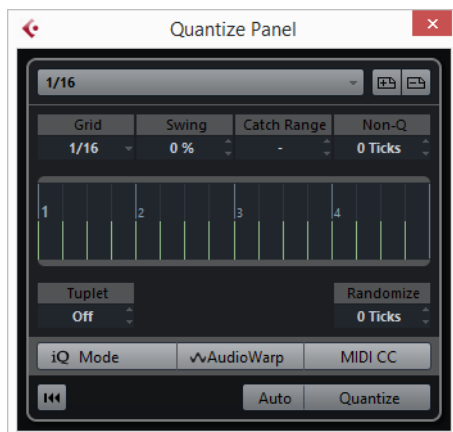 Quantize Panel
1/16
Grid Swing Catch Range Non-Q
1/16 0 % - 0 Ticks
1 2 3 4
Tuplet Randomize
Off 0 Ticks
iQ Mode AudioWarp MIDI CC
Auto Quantize